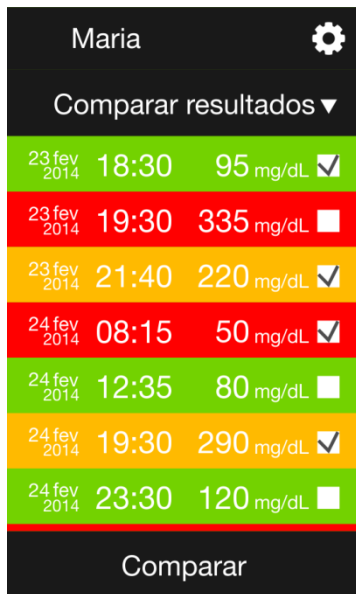 Maria
Comparar resultados ▼
23 fev 2014 18:30 95 mg/dL
23 fev 2014 19:30 335 mg/dL
23 fev 2014 21:40 220 mg/dL
24 fev 2014 08:15 50 mg/dL
24 fev 2014 12:35 80 mg/dL
24 fev 2014 19:30 290 mg/dL
24 fev 2014 23:30 120 mg/dL
Comparar